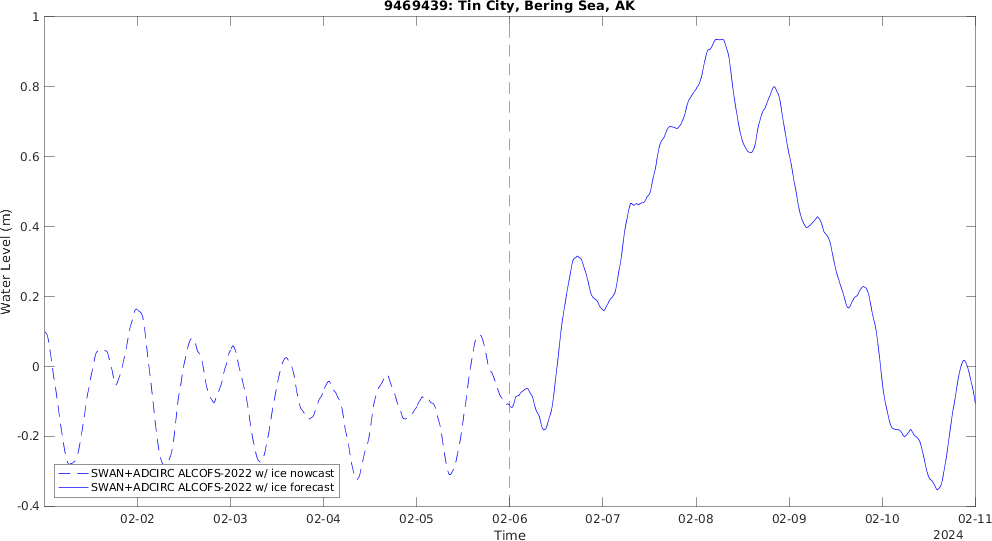 9469439: Tin City, Bering Sea, AK
Water Level (m)
1
0.8
0.6
0.4
0.2
0
-0.2
-0.4
SWAN+ADCIRC ALCOFS-2022 w/ ice nowcast
SWAN+ADCIRC ALCOFS-2022 w/ ice forecast
02-02 02-03 02-04 02-05 02-06 02-07 02-08 02-09 02-10 02-11
Time
2024